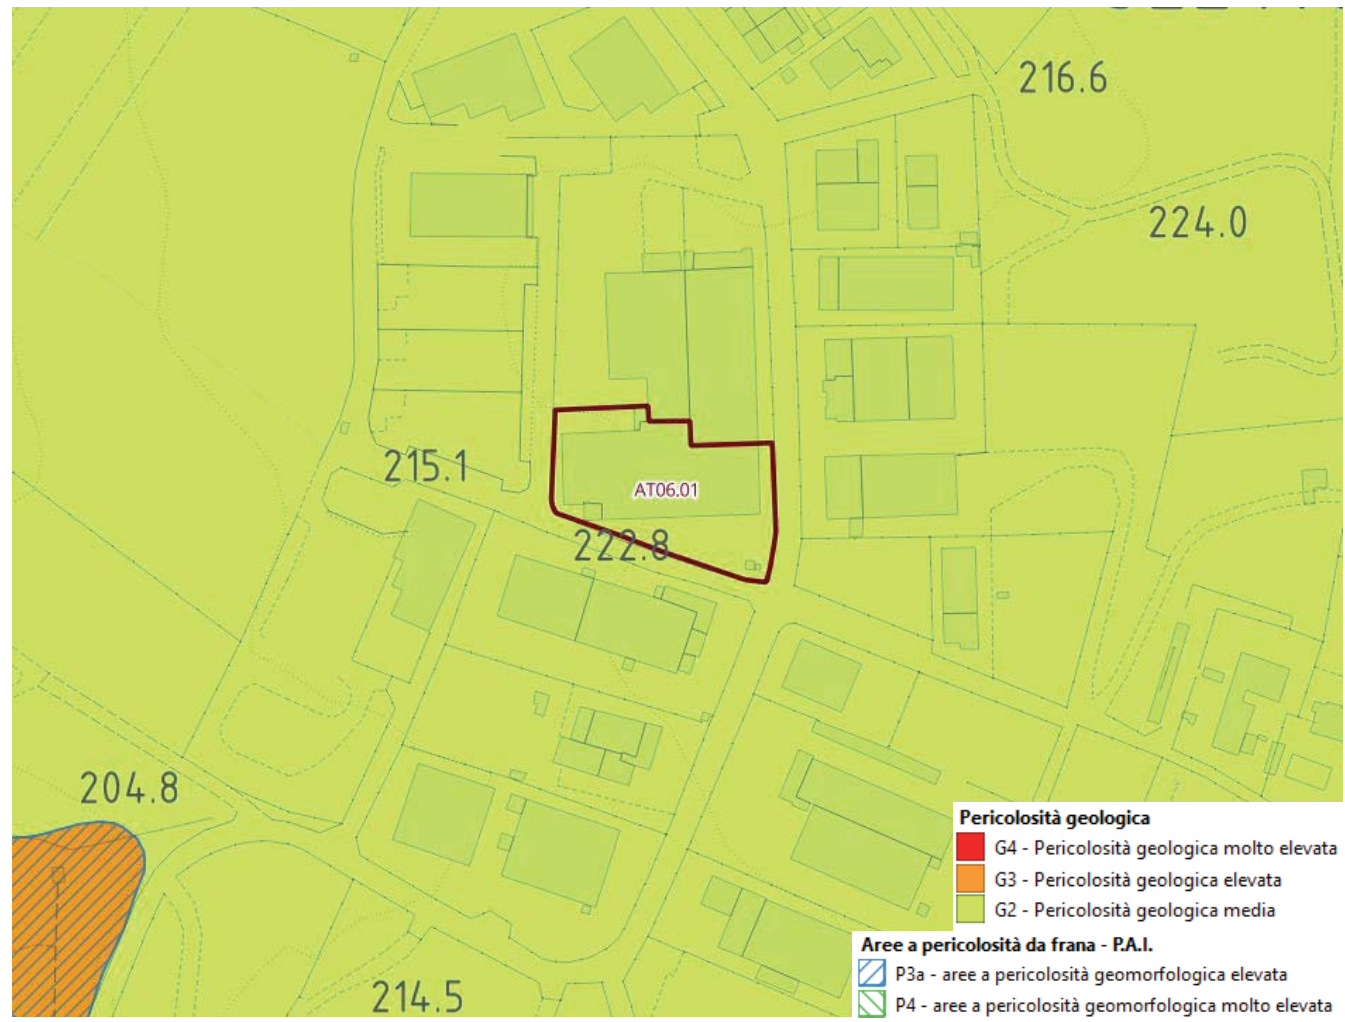 216.6
224.0
215.1
AT06.01
222.8
204.8
214.5
Pericolosità geologica
G4 - Pericolosità geologica molto elevata
G3 - Pericolosità geologica elevata
G2 - Pericolosità geologica media
Aree a pericolosità da frana - P.A.I.
P3a - aree a pericolosità geomorfologica elevata
P4 - aree a pericolosità geomorfologica molto elevata